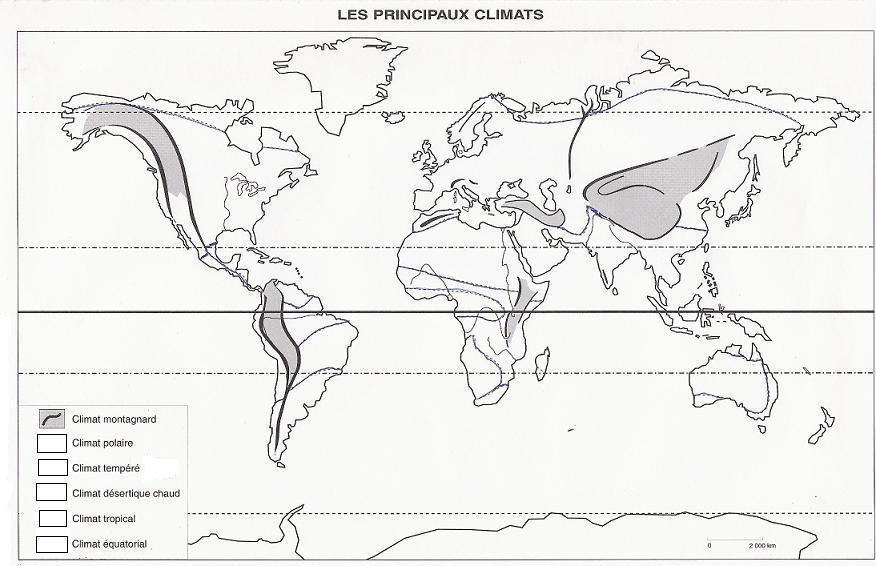 LES PRINCIPAUX CLIMATS
Climat montagnard
Climat polaire
Climat tempéré
Climat désertique chaud
Climat tropical
Climat équatorial
0 2 000 km